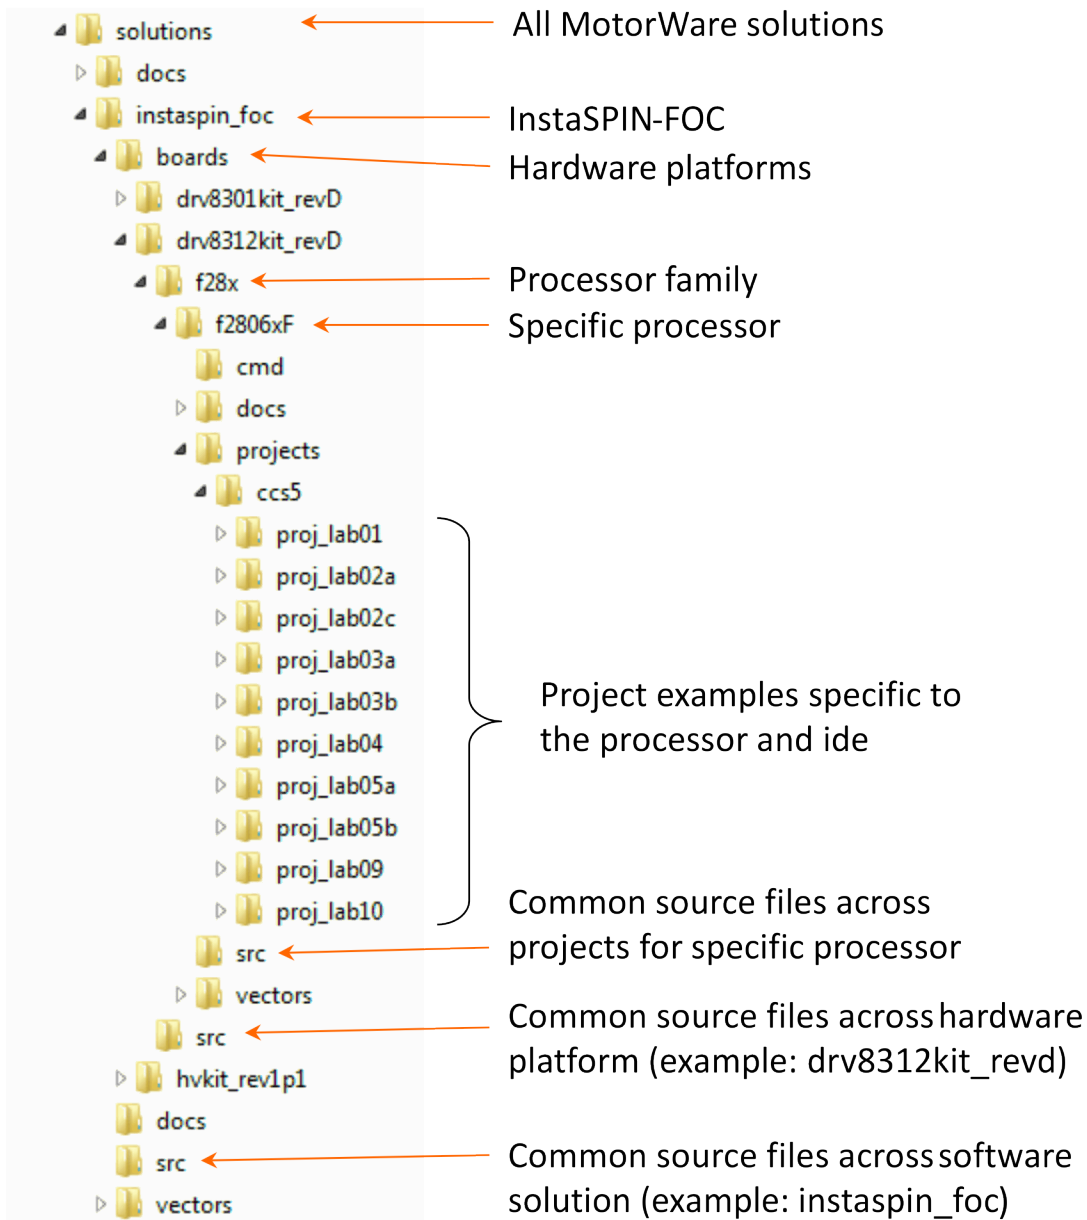 solutions
All MotorWare solutions
docs
instaspin_foc
InstaSPIN-FOC
boards
Hardware platforms
drv8301kit_revD
drv8312kit_revD
f28x
Processor family
f2806xF
Specific processor
cmd
docs
projects
ccs5
proj_lab01
proj_lab02a
proj_lab02c
proj_lab03a
proj_lab03b
proj_lab04
proj_lab05a
proj_lab05b
proj_lab09
proj_lab10
Project examples specific to
the processor and ide
src
Common source files across
projects for specific processor
vectors
src
Common source files across hardware
platform (example: drv8312kit_revd)
hvkit_rev1p1
docs
src
Common source files across software
solution (example: instaspin_foc)
vectors